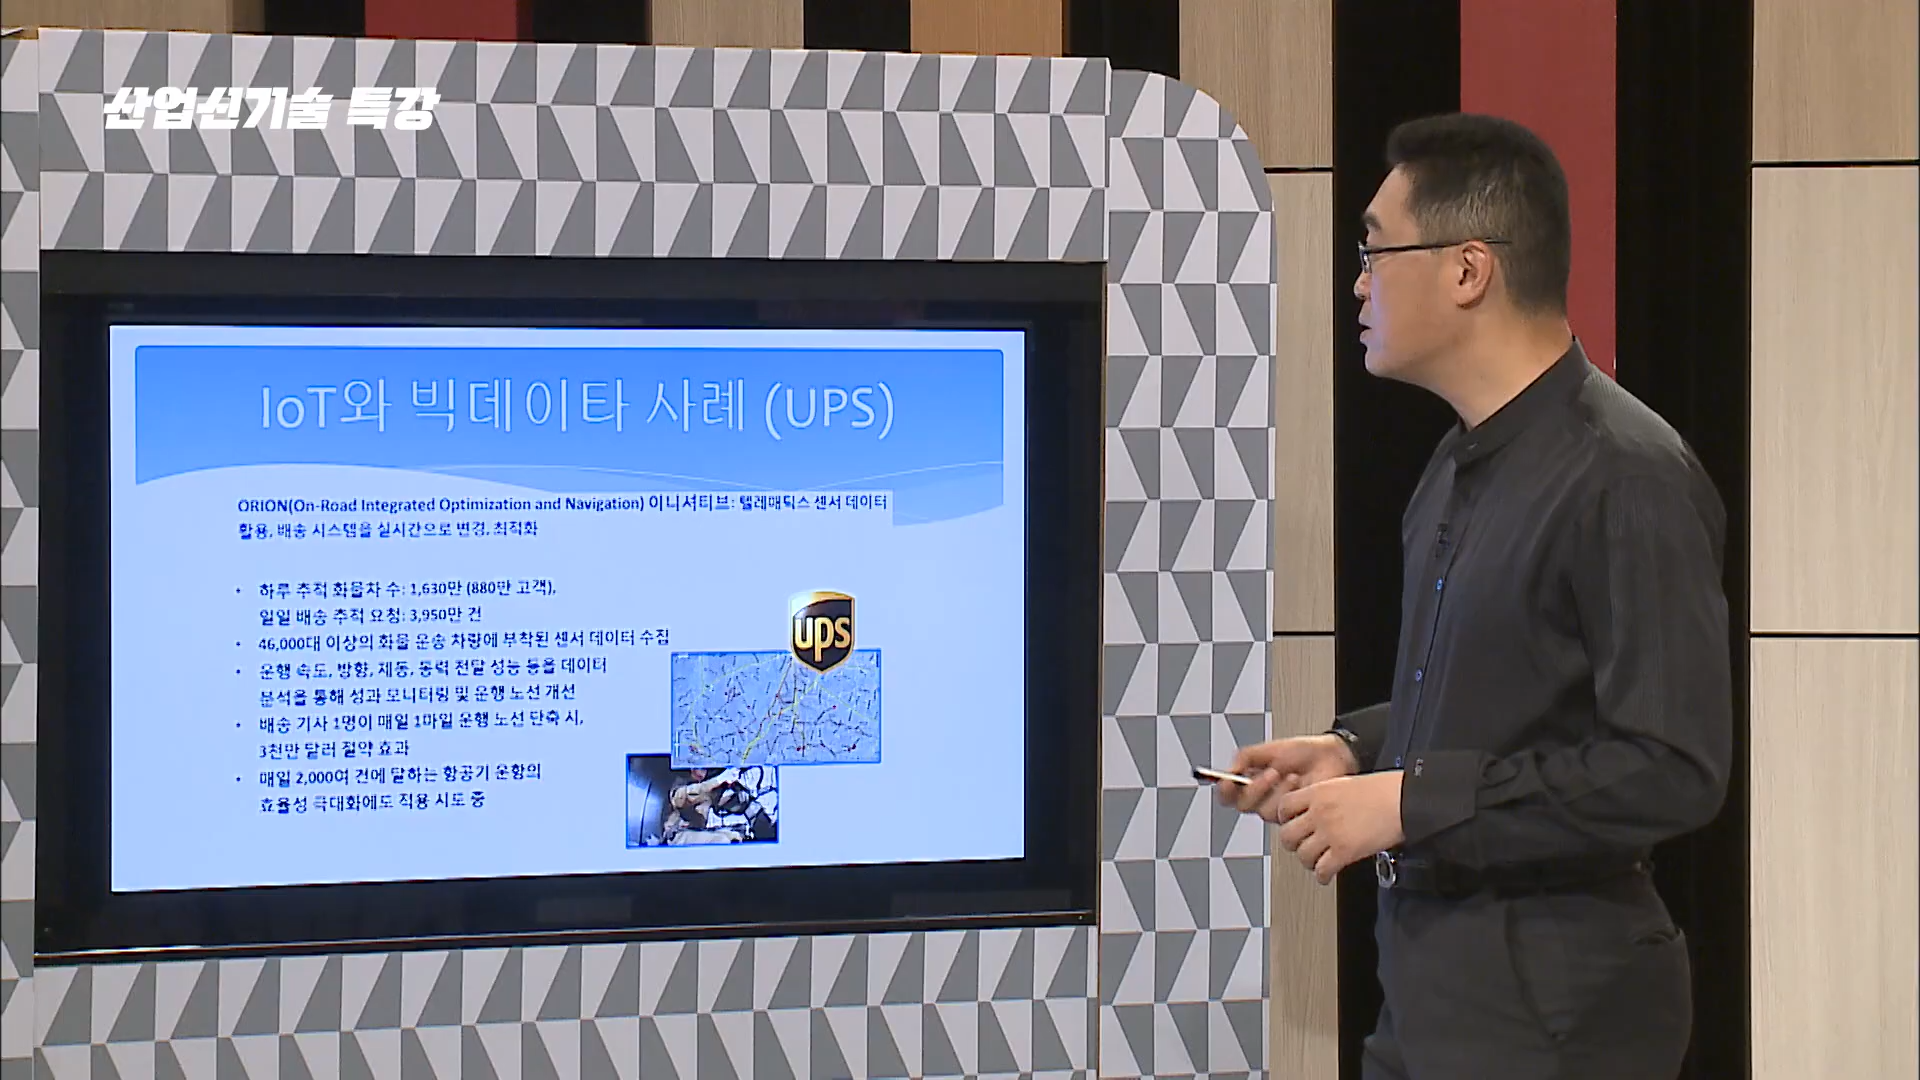 산업신기술 특강
IoT와 빅데이타 사례 (UPS)
ORION(On-Road Integrated Optimization and Navigation) 이니셔티브: 텔레매틱스 센서 데이터
활용, 배송 시스템을 실시간으로 변경, 최적화
• 하루 추적 화물차 수: 1,630만 (880만 고객),
일일 배송 추적 요청: 3,950만 건
• 46,000대 이상의 화물 운송 차량에 부착된 센서 데이터 수집
• 운행 속도, 방향, 제동, 동력 전달 성능 등을 데이터
분석을 통해 성과 모니터링 및 운행 노선 개선
• 배송 기사 1명이 매일 1마일 운행 노선 단축 시,
3천만 달러 절약 효과
• 매일 2,000여 건에 달하는 항공기 운항의
효율성 극대화에도 적용 시도 중
ups